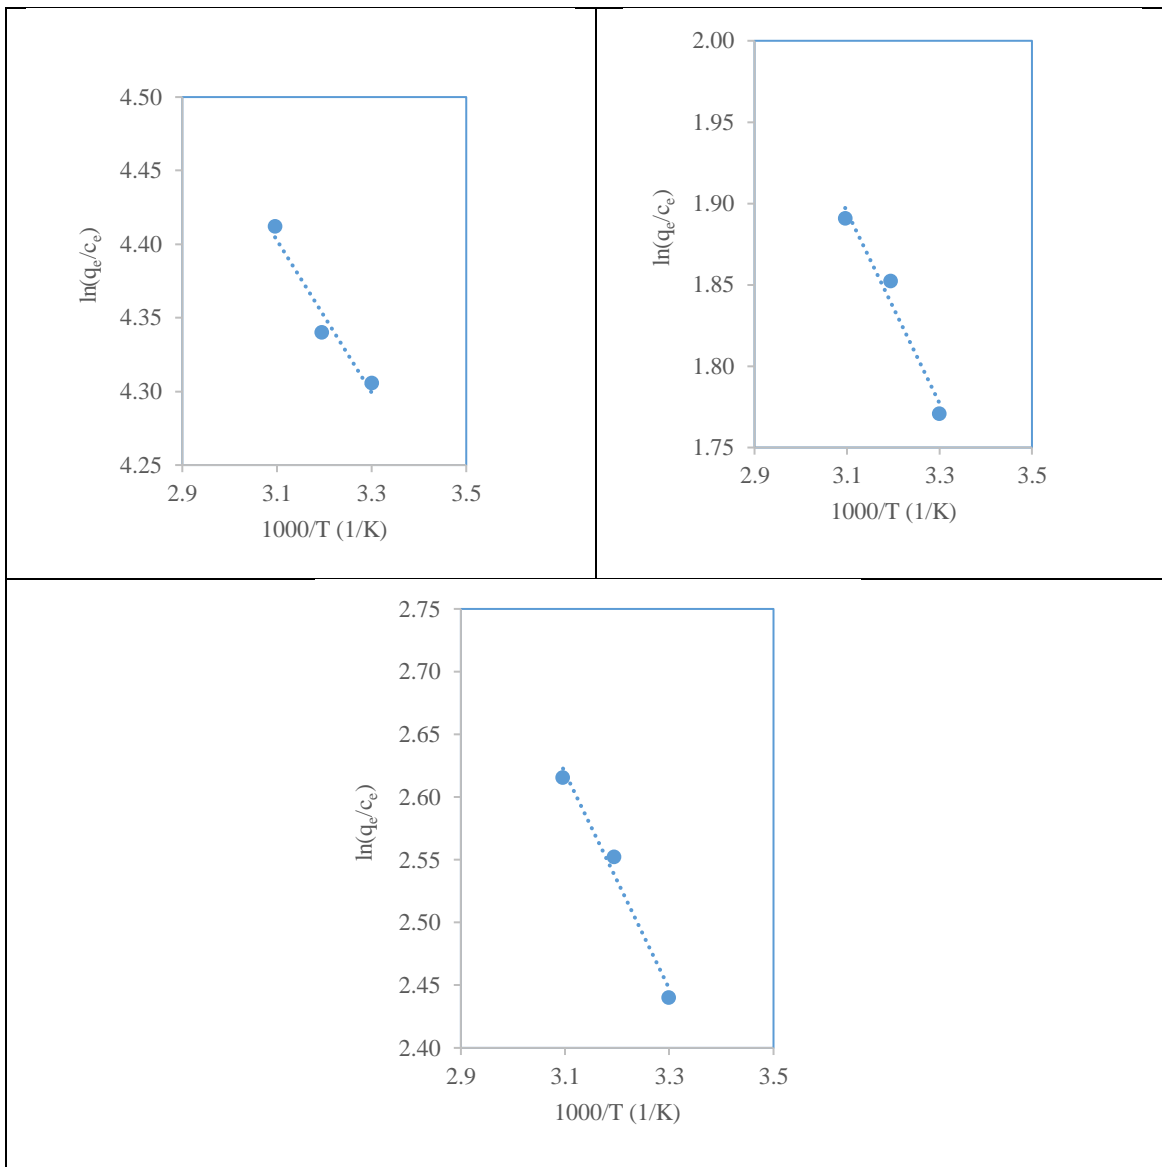 4.50
4.45
4.40
4.35
4.30
4.25
ln(qe/ce)
2.9 3.1 3.3 3.5
1000/T (1/K)
2.00
1.95
1.90
1.85
1.80
1.75
ln(qe/ce)
2.9 3.1 3.3 3.5
1000/T (1/K)
2.75
2.70
2.65
2.60
2.55
2.50
2.45
2.40
ln(qe/ce)
2.9 3.1 3.3 3.5
1000/T (1/K)